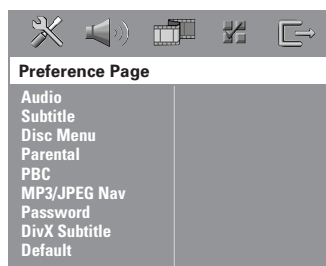 Preference Page
Audio
Subtitle
Disc Menu
Parental
PBC
MP3/JPEG Nav
Password
DivX Subtitle
Default